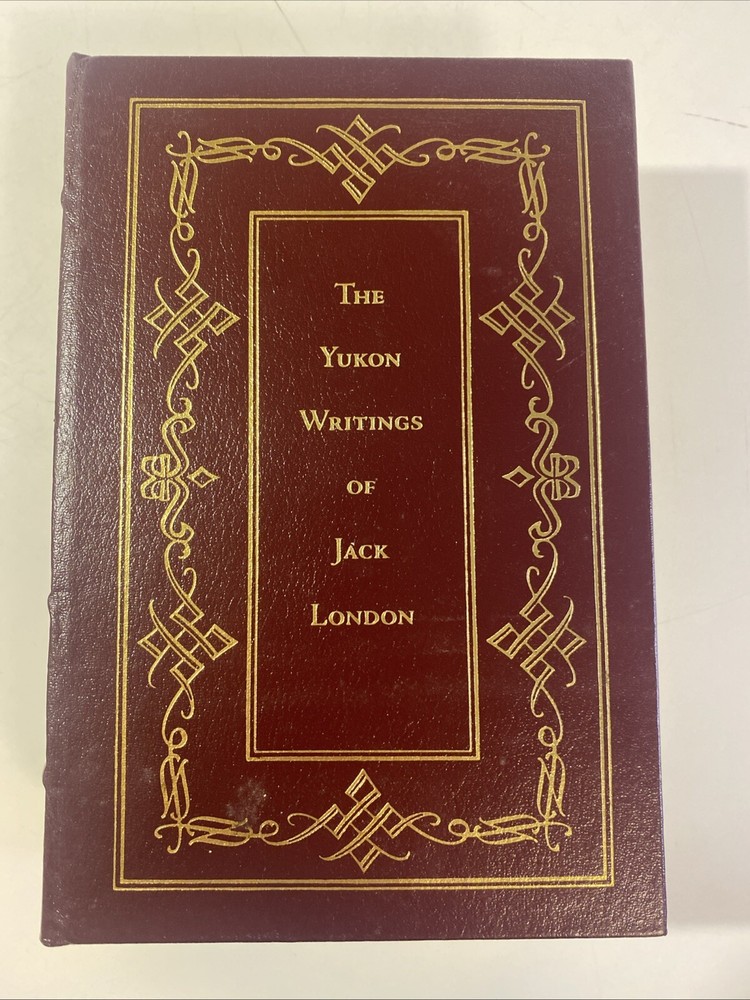 The
Yukon
Writings
of
Jack
London